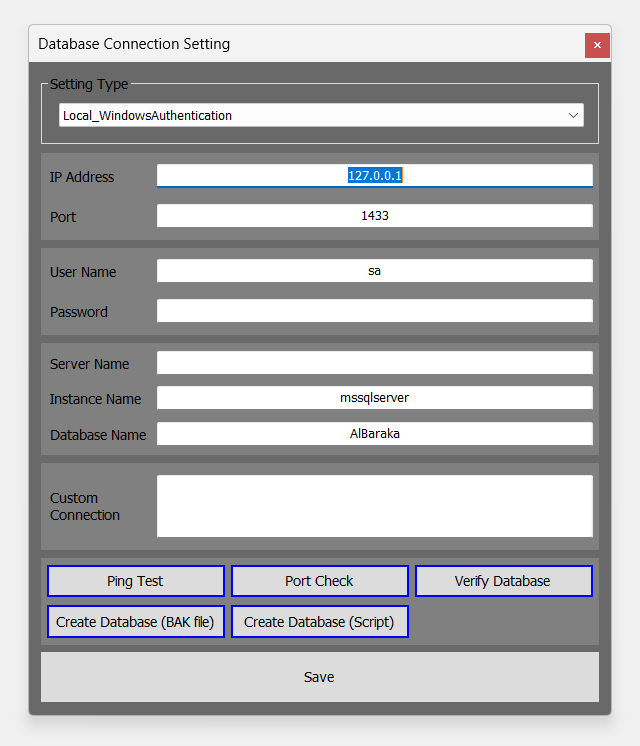 Database Connection Setting
Setting Type
Local_WindowsAuthentication
IP Address
127.0.0.1
Port
1433
User Name
sa
Password
Server Name
Instance Name
mssqlserver
Database Name
AlBaraka
Custom
Connection
Ping Test
Port Check
Verify Database
Create Database (BAK file)
Create Database (Script)
Save